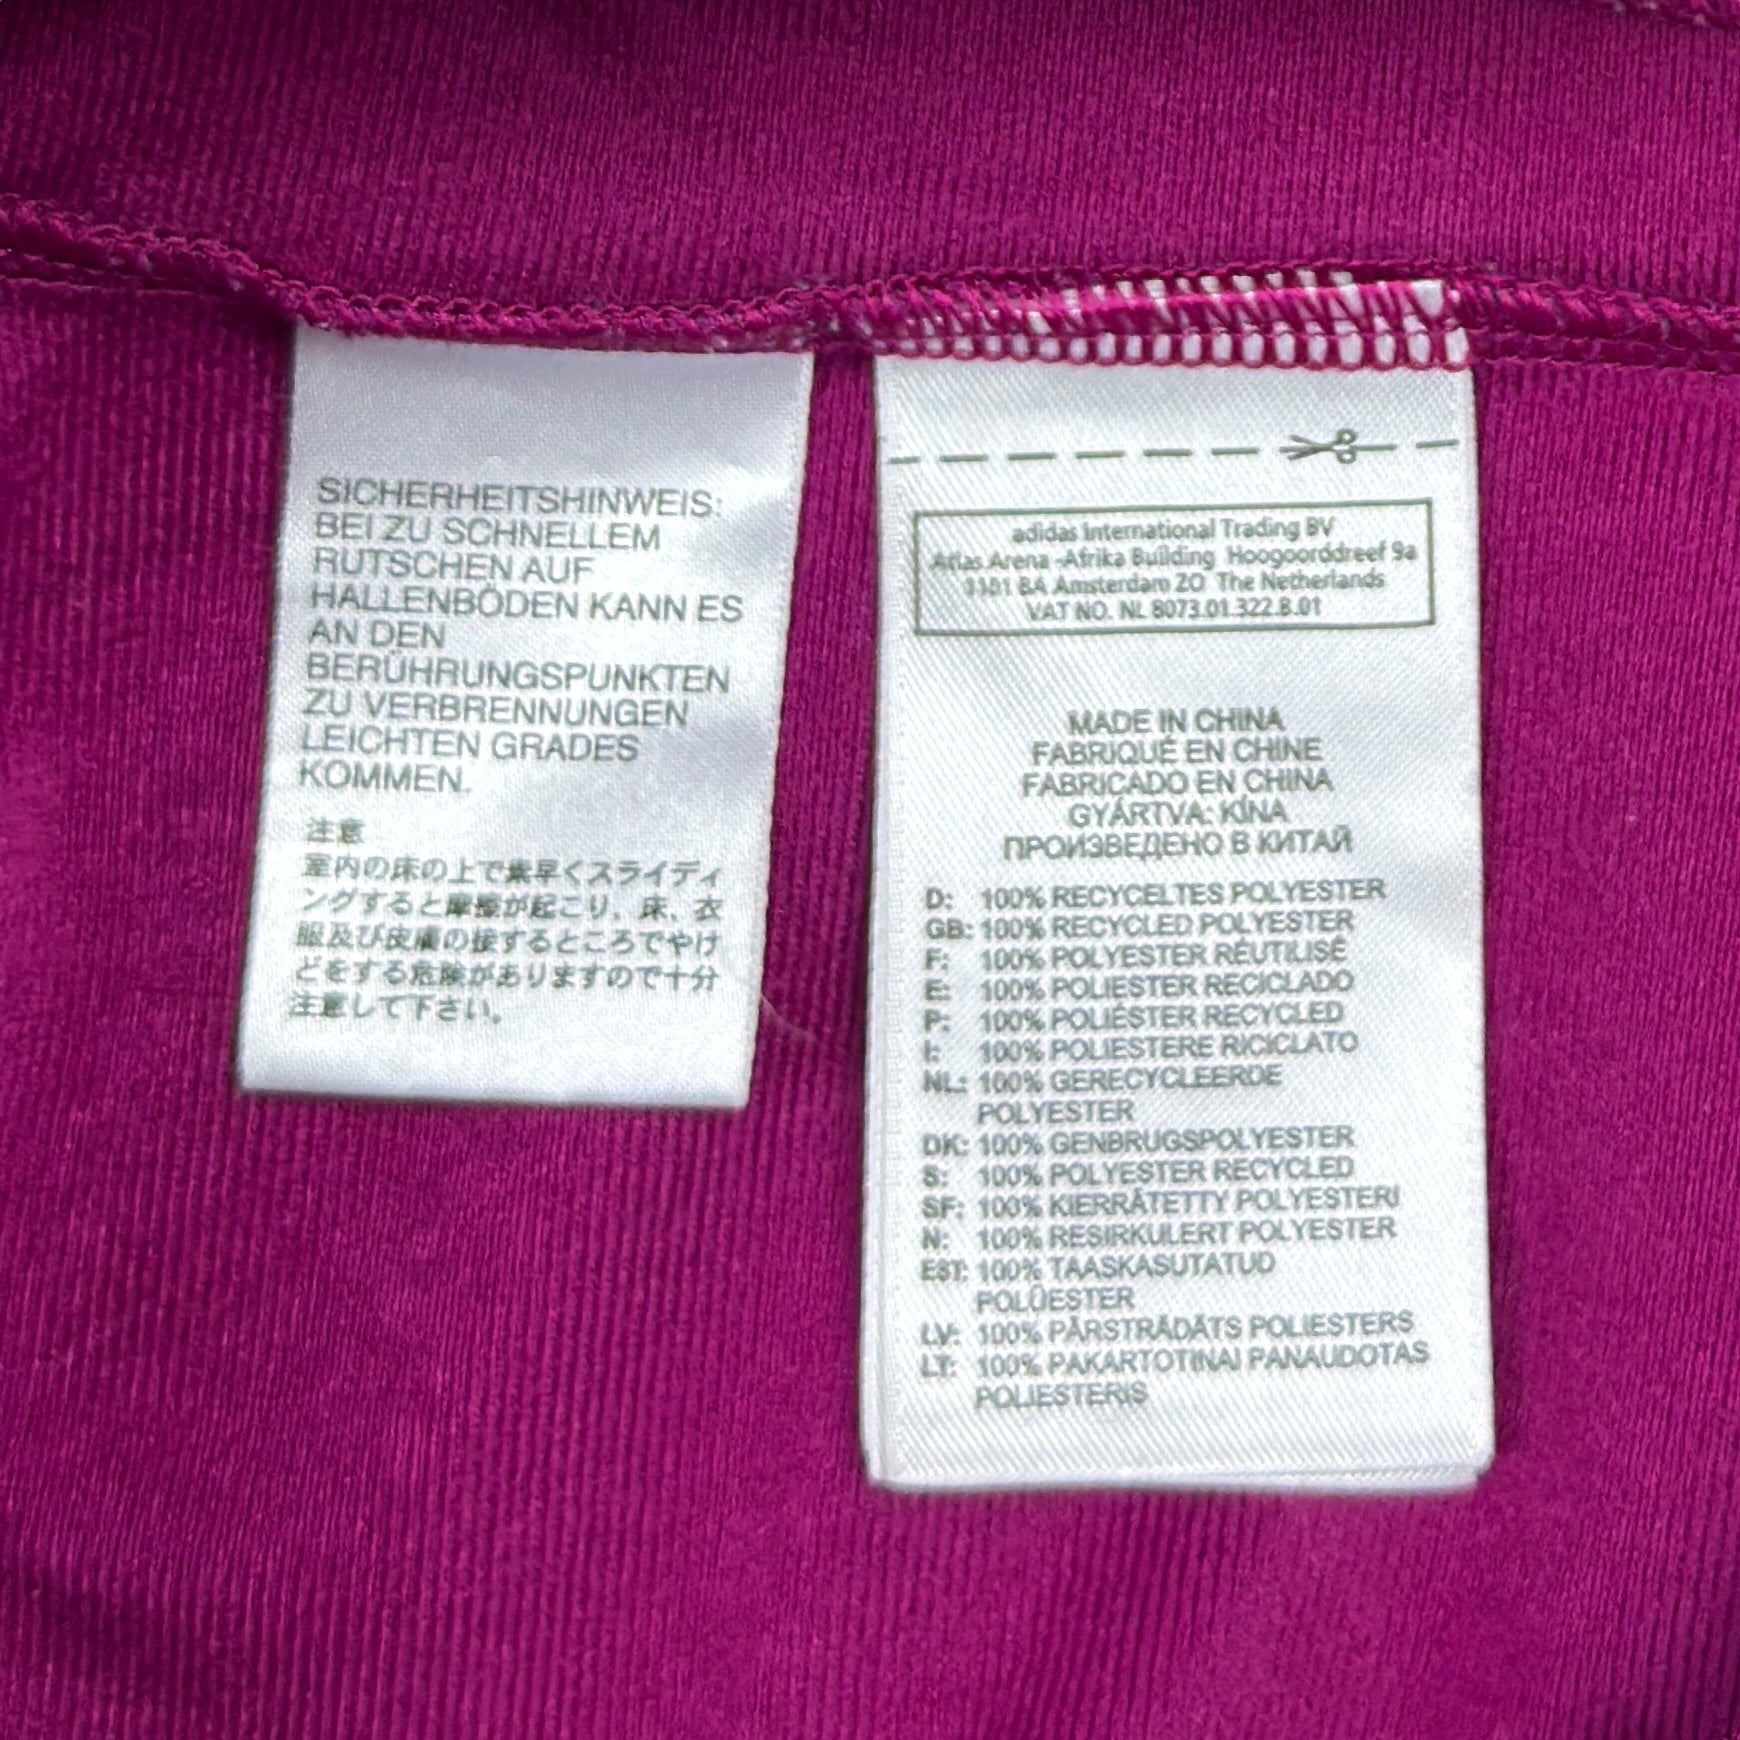 SICHERHEITSHINWEIS:
BEI ZU SCHNELLEM
RUTSCHEN AUF
HALLENBÖDEN KANN ES
AN DEN
BERÜHRUNGSPUNKTEN
ZU VERBRENNUNGEN
LEICHTEN GRADES
KOMMEN.
注意
室内の床の上で素早くスライディ
ングすると摩擦が起こり、床、衣
服及び皮膚の接するところでやけ
どをする危険がありますので十分
注意して下さい。
adidas International Trading BV
Atlas Arena -Afrika Building Hoogoorddreef 9a
1101 BA Amsterdam ZO The Netherlands
VAT NO. NL 8073.01.322.B.01
MADE IN CHINA
FABRIQUÉ EN CHINE
FABRICADO EN CHINA
GYÁRTVA: KÍNA
ПРОИЗВЕДЕНО В КИТАЙ
D: 100% RECYCELTES POLYESTER
GB: 100% RECYCLED POLYESTER
F: 100% POLYESTER RÉUTILISÉ
E: 100% POLIESTER RECICLADO
P: 100% POLIÉSTER RECYCLED
I: 100% POLIESTERE RICICLATO
NL: 100% GERECYCLEERDE
POLYESTER
DK: 100% GENBRUGSPOLYESTER
S: 100% POLYESTER RECYCLED
SF: 100% KIERRÄTETTY POLYESTERI
N: 100% RESIRKULERT POLYESTER
EST: 100% TAASKASUTATUD
POLÜESTER
LV: 100% PĀRSTRĀDĀTS POLIESTERS
LT: 100% PAKARTOTINAI PANAUDOTAS
POLIESTERIS